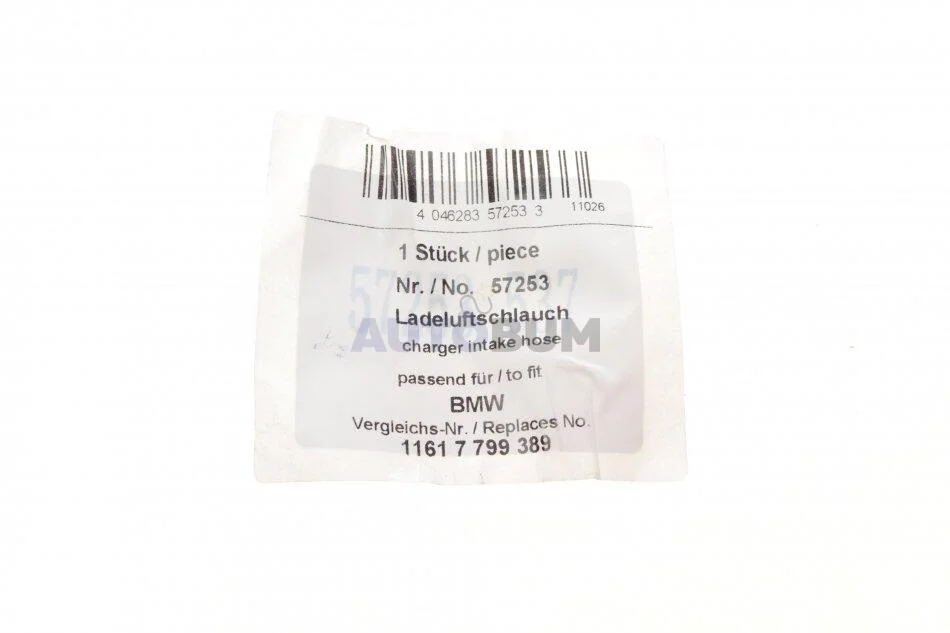 4 046283 57253 3
11026
1 Stück / piece
Nr. / No. 57253
Ladeluftschlauch
AUTOBUM
charger intake hose
passend für / to fit
BMW
Vergleichs-Nr. / Replaces No.
1161 7 799 389